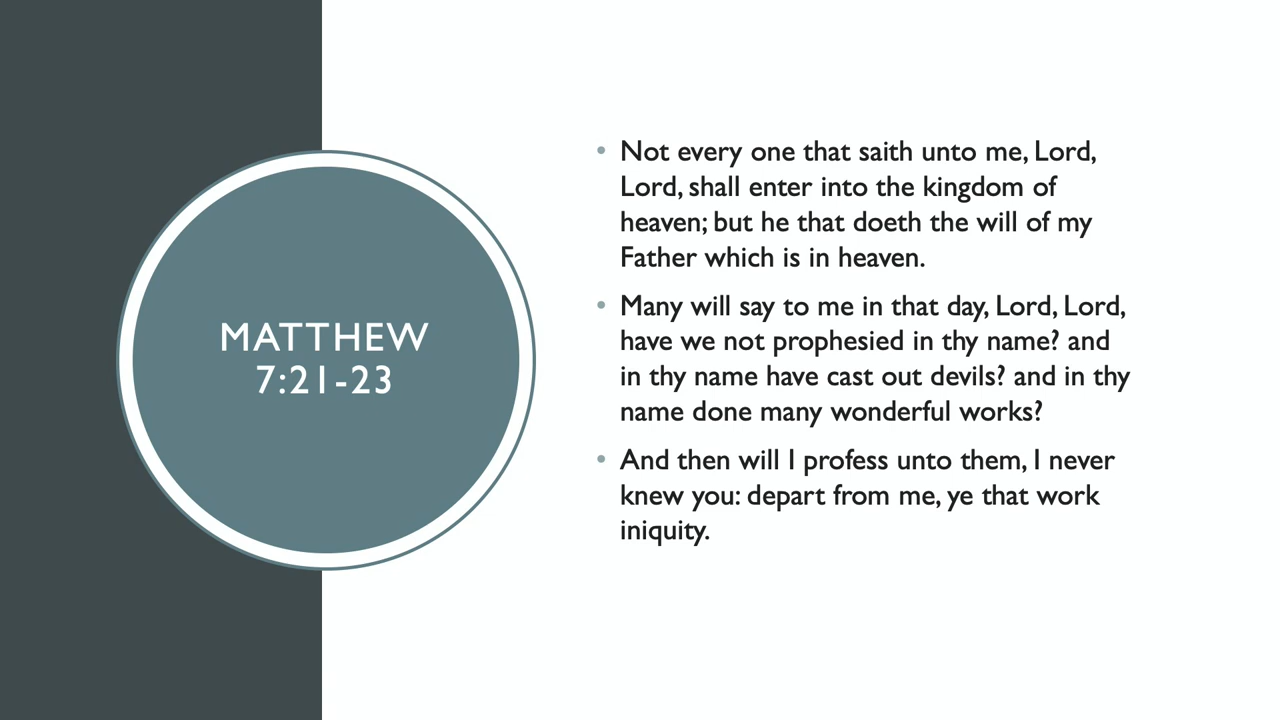 MATTHEW
7:21-23
• Not every one that saith unto me, Lord,
Lord, shall enter into the kingdom of
heaven; but he that doeth the will of my
Father which is in heaven.
• Many will say to me in that day, Lord, Lord,
have we not prophesied in thy name? and
in thy name have cast out devils? and in thy
name done many wonderful works?
• And then will I profess unto them, I never
knew you: depart from me, ye that work
iniquity.